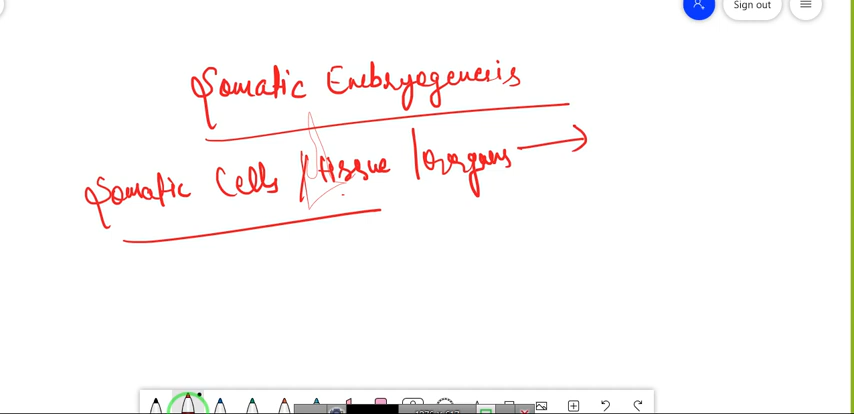 Sign out
Somatic Embryogenesis
Somatic Cells / tissue / organs →